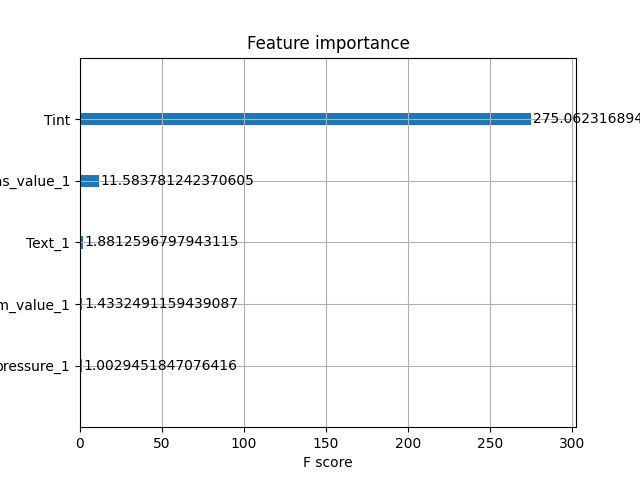 Feature importance
Tint
275.062316894
s_value_1
11.583781242370605
Text_1
1.8812596797943115
m_value_1
1.4332491159439087
pressure_1
1.0029451847076416
0 50 100 150 200 250 300
F score